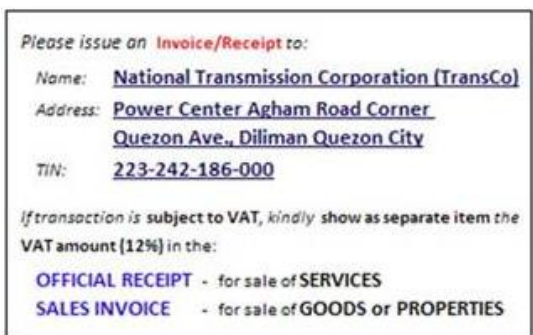 Please issue an Invoice/Receipt to:
Name: National Transmission Corporation (TransCo)
Address: Power Center Agham Road Corner
Quezon Ave., Diliman Quezon City
TIN: 223-242-186-000
If transaction is subject to VAT, kindly show as separate item the
VAT amount (12%) in the:
OFFICIAL RECEIPT - for sale of SERVICES
SALES INVOICE - for sale of GOODS or PROPERTIES